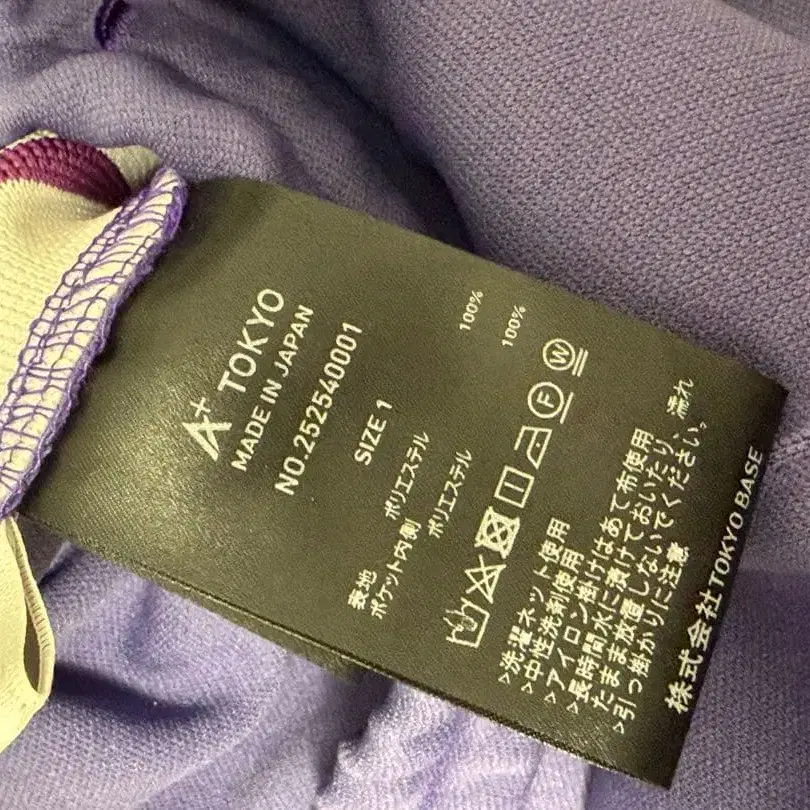 A+ TOKYO
MADE IN JAPAN
NO.252540001
SIZE 1
表地
ポリエステル 100%
ポケット内側
ポリエステル 100%
F W
>洗濯ネット使用
>中性洗剤使用
>アイロン掛けはあて布使用
>長時間水に漬けておいたり、濡れ
たまま放置しないでください。
>引っ掛かりに注意
株式会社TOKYO BASE